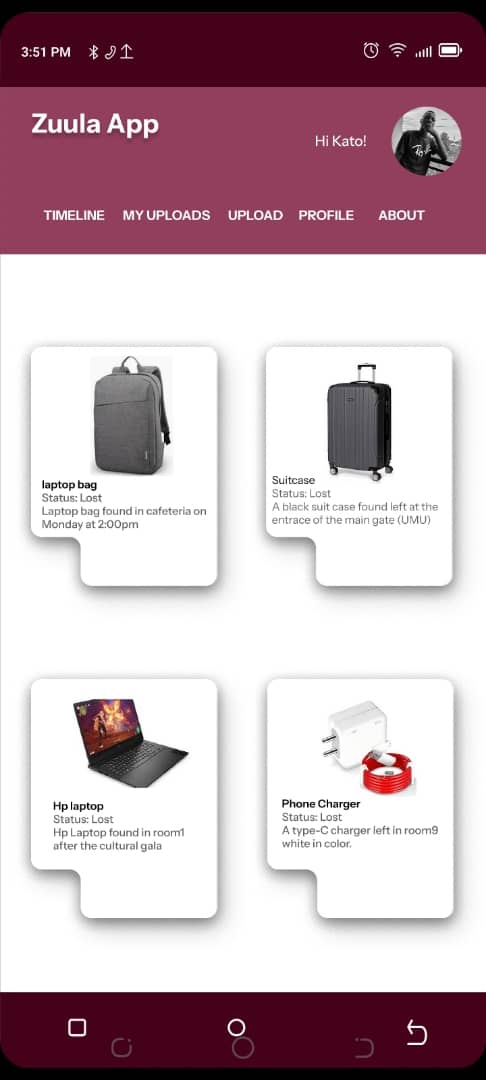 3:51 PM
Zuula App
Hi Kato!
TIMELINE MY UPLOADS UPLOAD PROFILE ABOUT
laptop bag
Status: Lost
Laptop bag found in cafeteria on
Monday at 2:00pm
Suitcase
Status: Lost
A black suit case found left at the
entrace of the main gate (UMU)
Hp laptop
Status: Lost
Hp Laptop found in room1
after the cultural gala
Phone Charger
Status: Lost
A type-C charger left in room9
white in color.